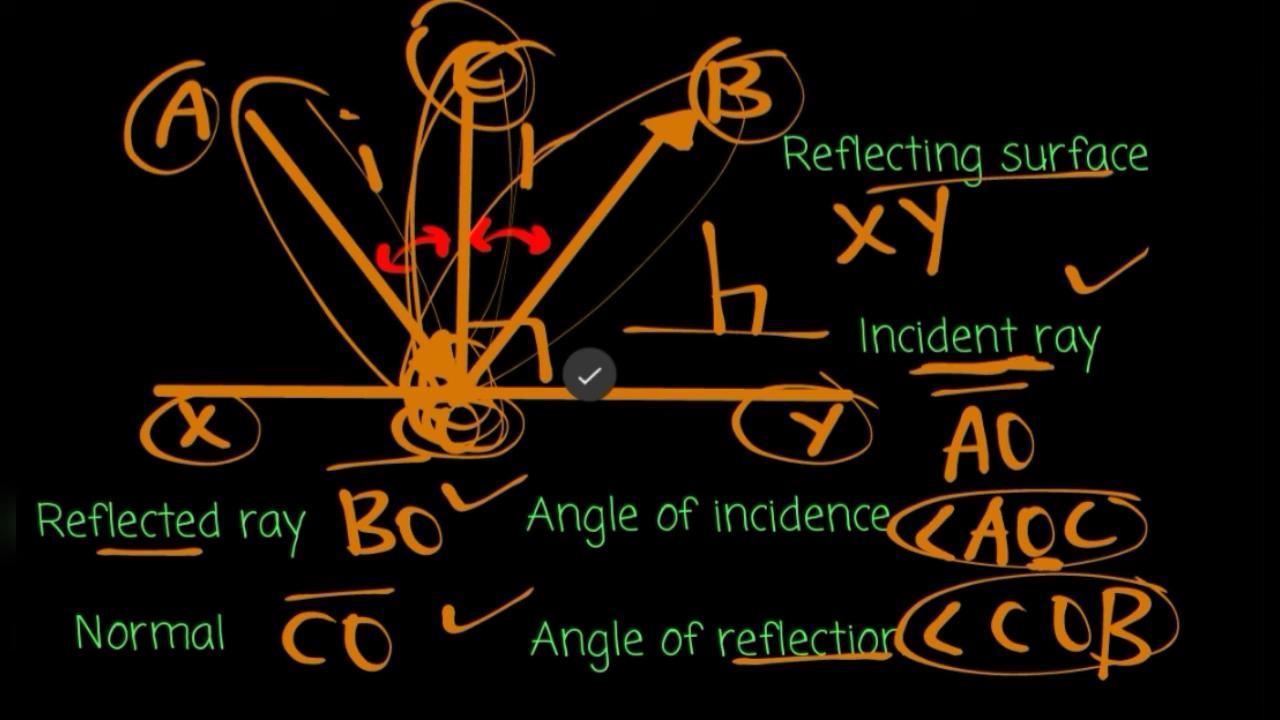 A
C
B
i
r
Reflecting surface
XY
h
Incident ray
AO
X
O
Y
Reflected ray BO
Angle of incidence <AOC
Normal CO
Angle of reflection <COB